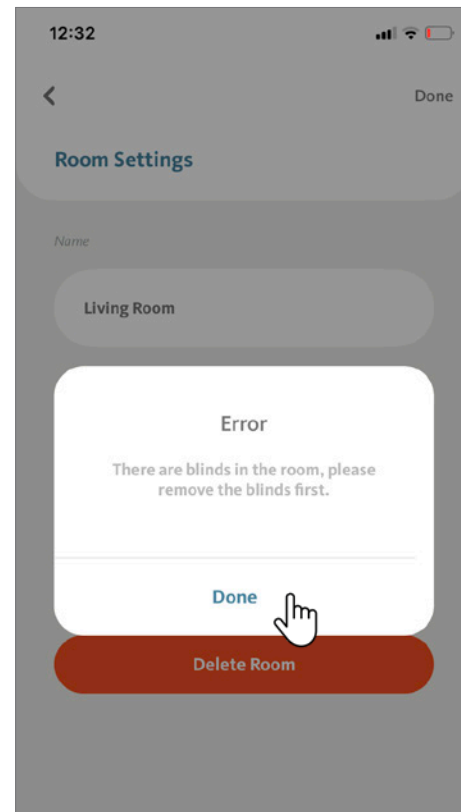 12:32
Done
Room Settings
Name
Living Room
Error
There are blinds in the room, please
remove the blinds first.
Done
Delete Room